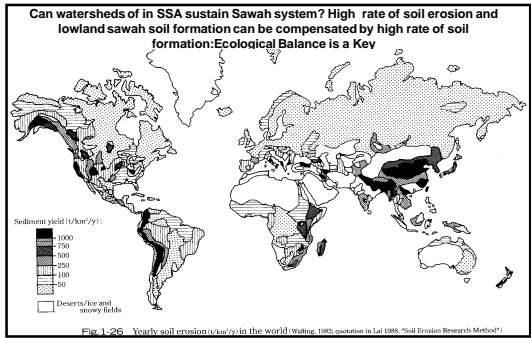 Can watersheds of in SSA sustain Sawah system? High rate of soil erosion and
lowland sawah soil formation can be compensated by high rate of soil
formation:Ecological Balance is a Key
Sediment yield (t/km²/y):
1000
750
500
250
100
50
Deserts/ice and
snowy fields
Fig. 1-26 Yearly soil erosion (t/km²/y) in the world (Walling, 1983; quotation in Lal 1988, "Soil Erosion Research Method")